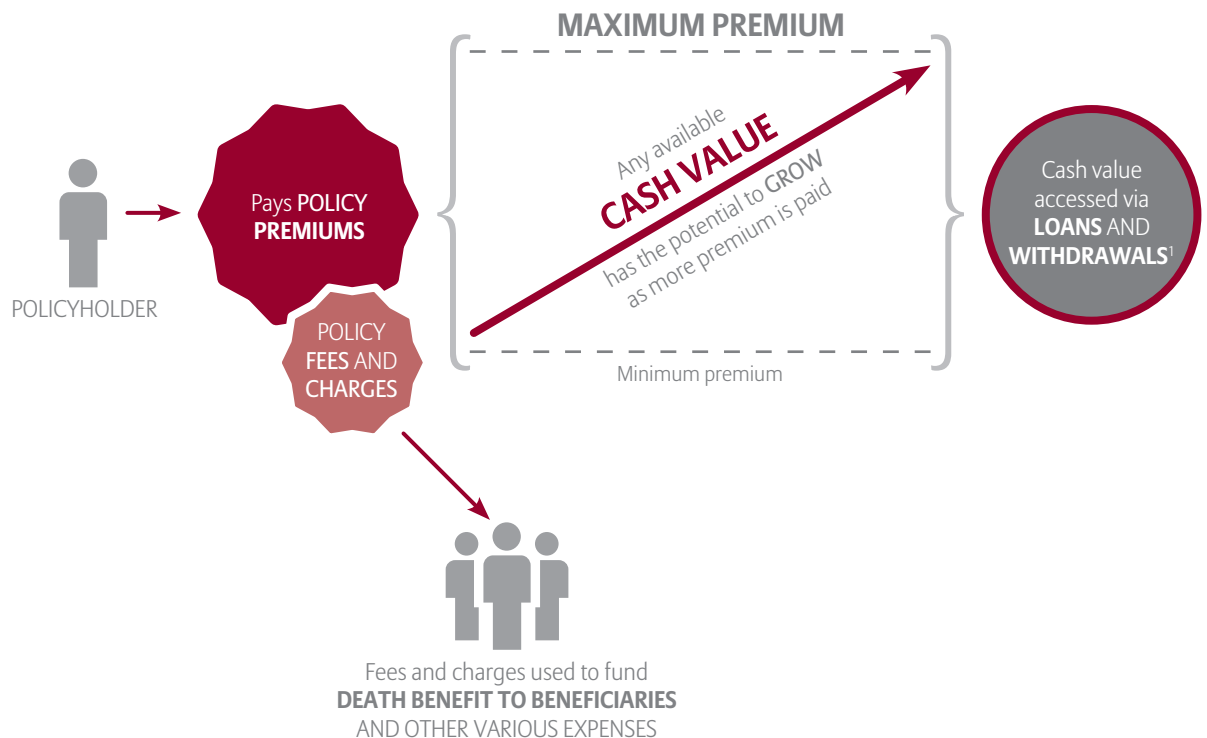 MAXIMUM PREMIUM
POLICYHOLDER
Pays POLICY
PREMIUMS
POLICY
FEES AND
CHARGES
Any available
CASH VALUE
has the potential to GROW
as more premium is paid
Minimum premium
Cash value
accessed via
LOANS AND
WITHDRAWALS¹
Fees and charges used to fund
DEATH BENEFIT TO BENEFICIARIES
AND OTHER VARIOUS EXPENSES